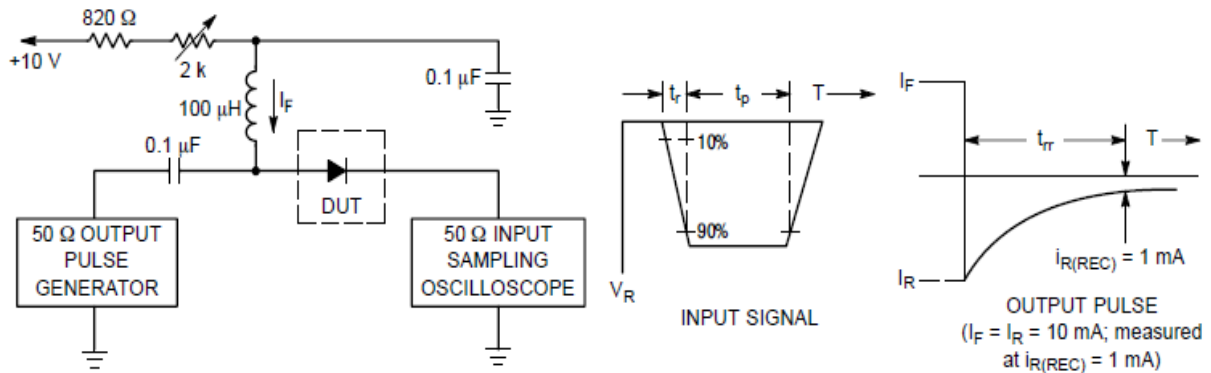 820 Ω
+10 V
2 k
100 μH
I_F
0.1 μF
0.1 μF
DUT
50 Ω OUTPUT
PULSE
GENERATOR
50 Ω INPUT
SAMPLING
OSCILLOSCOPE
t_r
t_p
T
10%
90%
V_R
INPUT SIGNAL
I_F
t_rr
T
I_R
i_R(REC) = 1 mA
OUTPUT PULSE
(I_F = I_R = 10 mA; measured
at i_R(REC) = 1 mA)